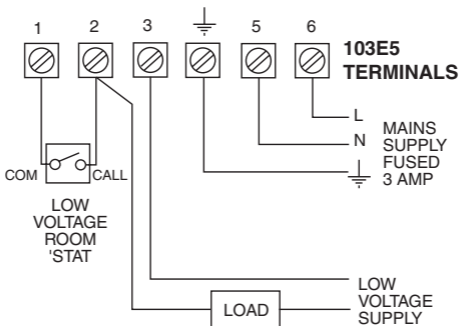 1 2 3 5 6
103E5
TERMINALS
L
N
MAINS
SUPPLY
FUSED
3 AMP
COM
CALL
LOW
VOLTAGE
ROOM
'STAT
LOAD
LOW
VOLTAGE
SUPPLY